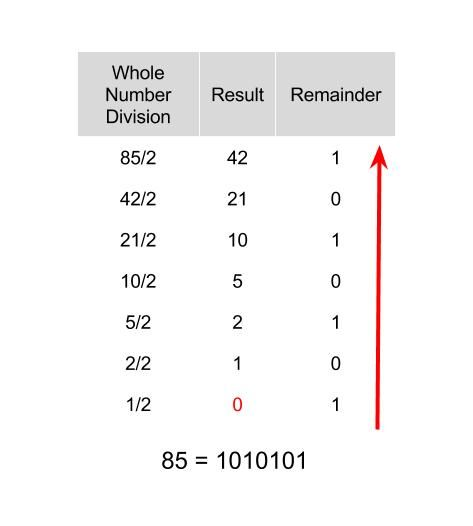 Whole
Number
Division
Result
Remainder
85/2 42 1
42/2 21 0
21/2 10 1
10/2 5 0
5/2 2 1
2/2 1 0
1/2 0 1
85 = 1010101